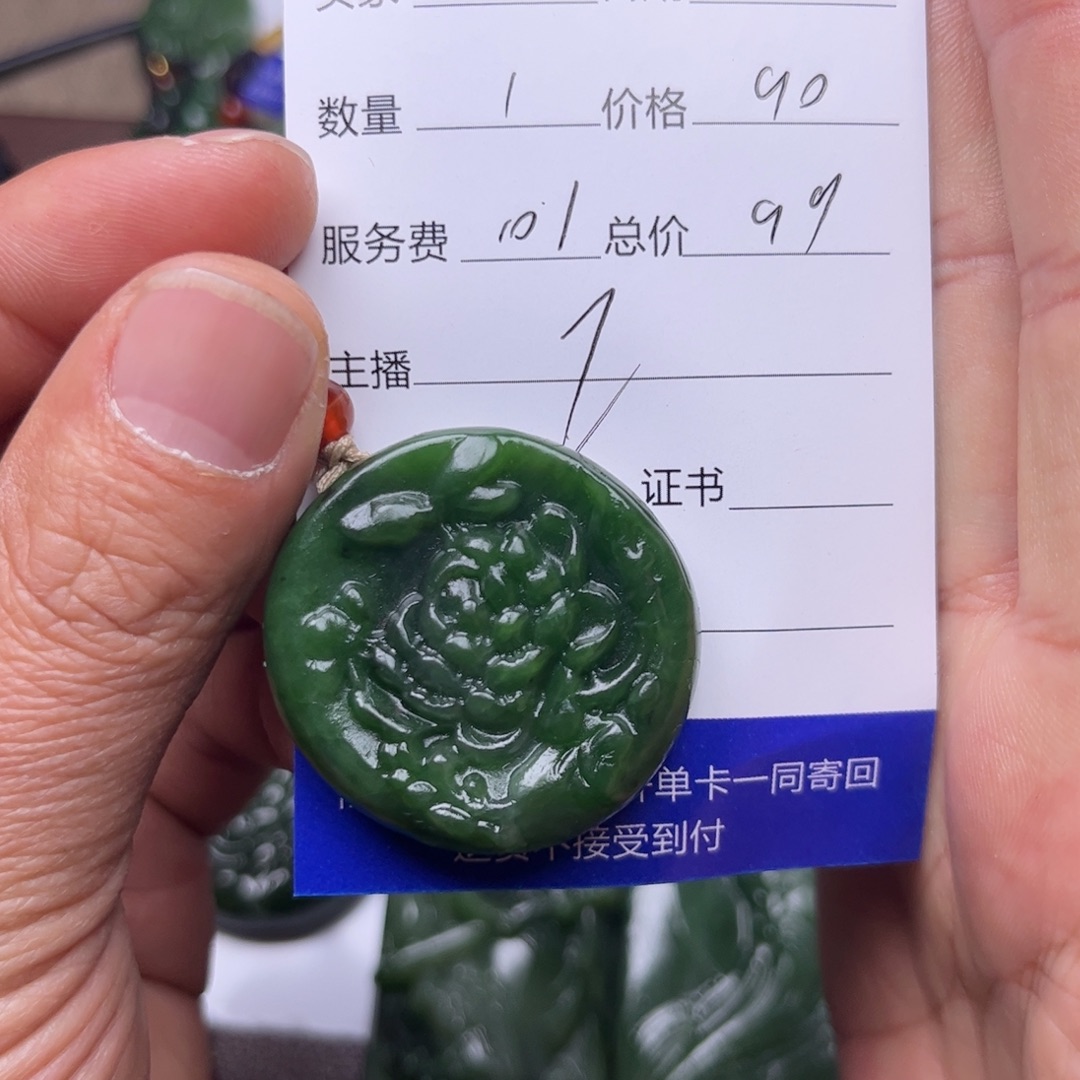 数量 1 价格 90
服务费 10% 总价 99
主播
证书
单卡一同寄回
不接受到付